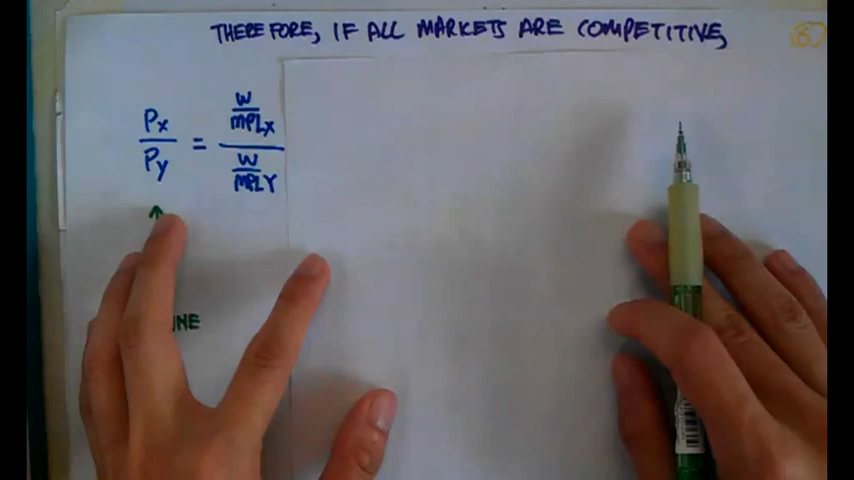 THEREFORE, IF ALL MARKETS ARE COMPETITIVE,
Px/Py = (W/MPLx)/(W/MPLY)